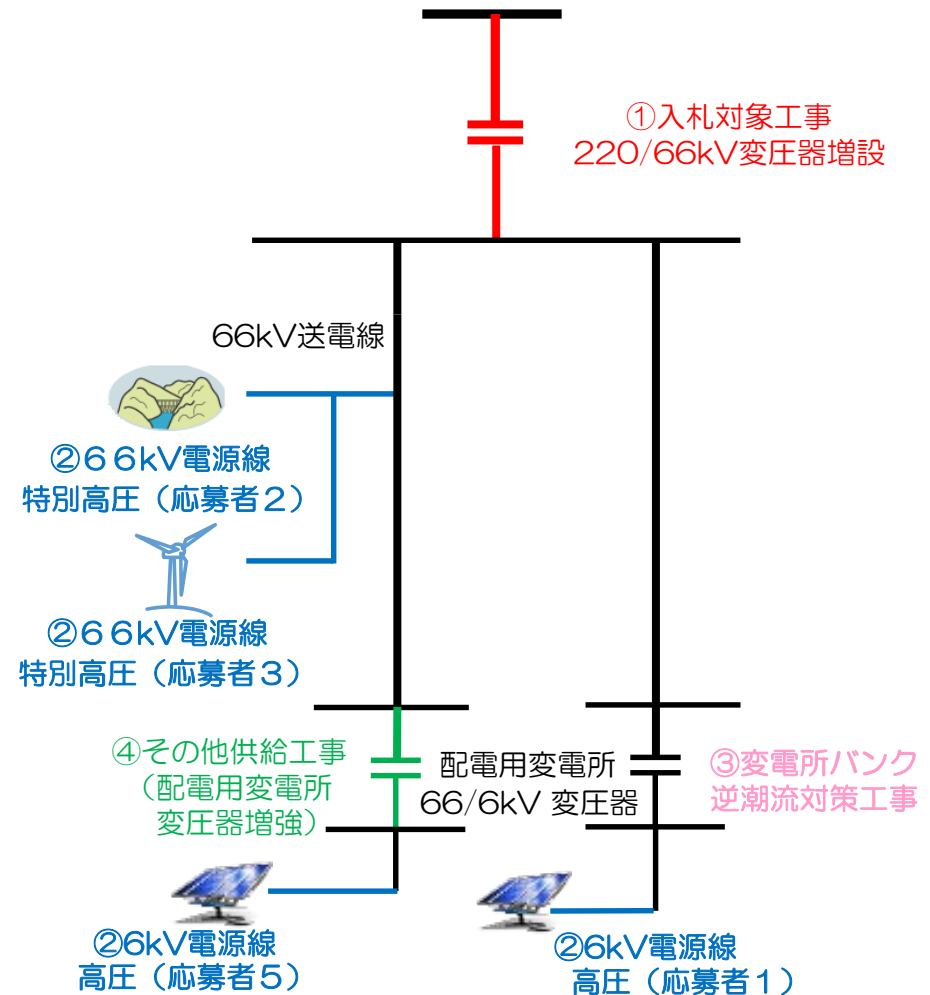 ①入札対象工事
220/66kV変圧器増設
66kV送電線
②６６kV電源線
特別高圧（応募者２）
②６６kV電源線
特別高圧（応募者３）
④その他供給工事
（配電用変電所
変圧器増強）
配電用変電所
66/6kV 変圧器
③変電所バンク
逆潮流対策工事
②6kV電源線
高圧（応募者５）
②6kV電源線
高圧（応募者１）